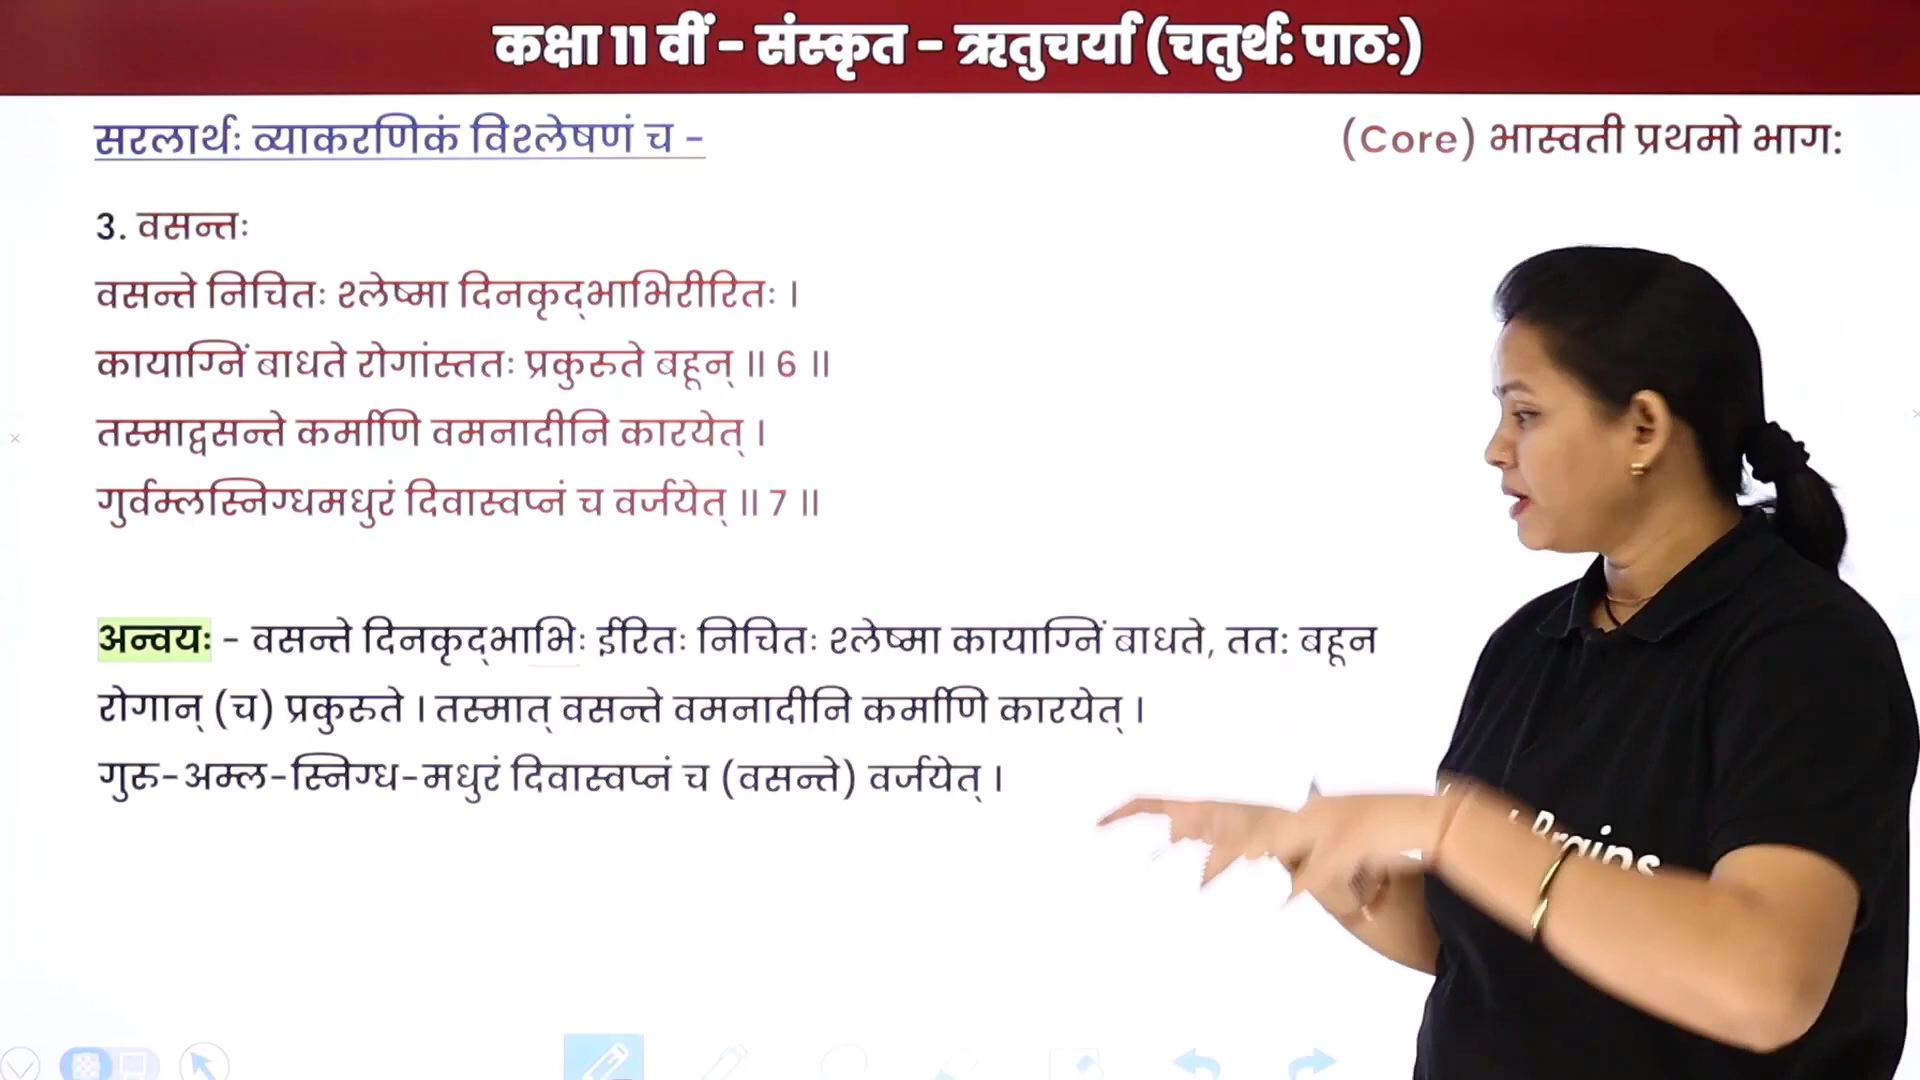 कक्षा 11 वीं – संस्कृत – ऋतुचर्या (चतुर्थ: पाठ:)
सरलार्थः व्याकरणिकं विश्लेषणं च -
(Core) भास्वती प्रथमो भाग:
3. वसन्तः
वसन्ते निचितः श्लेष्मा दिनकृद्भाभिरीरितः ।
कायाग्निं बाधते रोगांस्ततः प्रकुरुते बहून् ॥ 6 ॥
तस्माद्वसन्ते कर्माणि वमनादीनि कारयेत् ।
गुर्वम्लस्निग्धमधुरं दिवास्वप्नं च वर्जयेत् ॥ 7 ॥
अन्वयः - वसन्ते दिनकृद्भाभिः ईरितः निचितः श्लेष्मा कायाग्निं बाधते, तत: बहून
रोगान् (च) प्रकुरुते । तस्मात् वसन्ते वमनादीनि कर्माणि कारयेत् ।
गुरु-अम्ल-स्निग्ध-मधुरं दिवास्वप्नं च (वसन्ते) वर्जयेत् ।
Brains